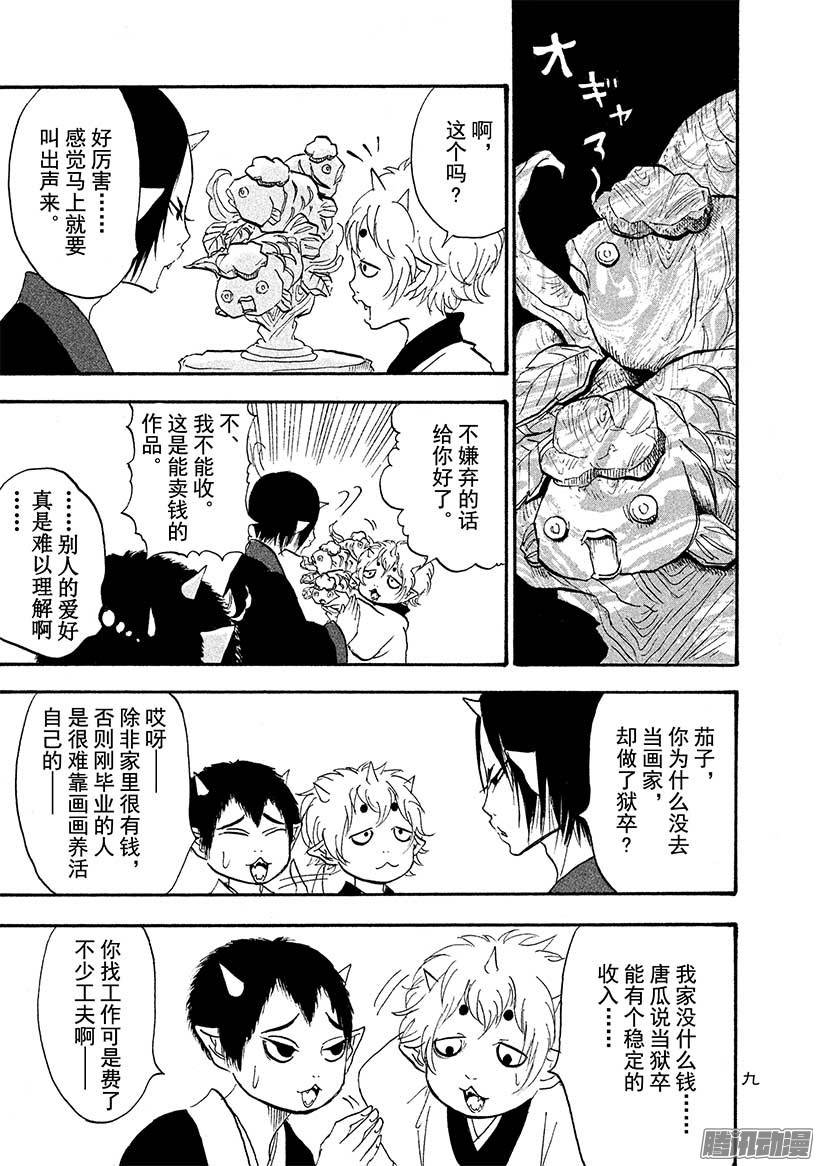 オギャァ〜
啊，
这个吗？
好厉害……
感觉马上就要
叫出声来。
不嫌弃的话
给你好了。
不、
我不能收。
这是能卖钱的
作品。
……别人的爱好
真是难以理解啊
……
茄子，
你为什么没去
当画家，
却做了狱卒？
哎呀——
除非家里很有钱，
否则刚毕业的人
是很难靠画画养活
自己的——
我家没什么钱……
唐瓜说当狱卒
能有个稳定的
收入……
你找工作可是费了
不少工夫啊——
九
腾讯动漫